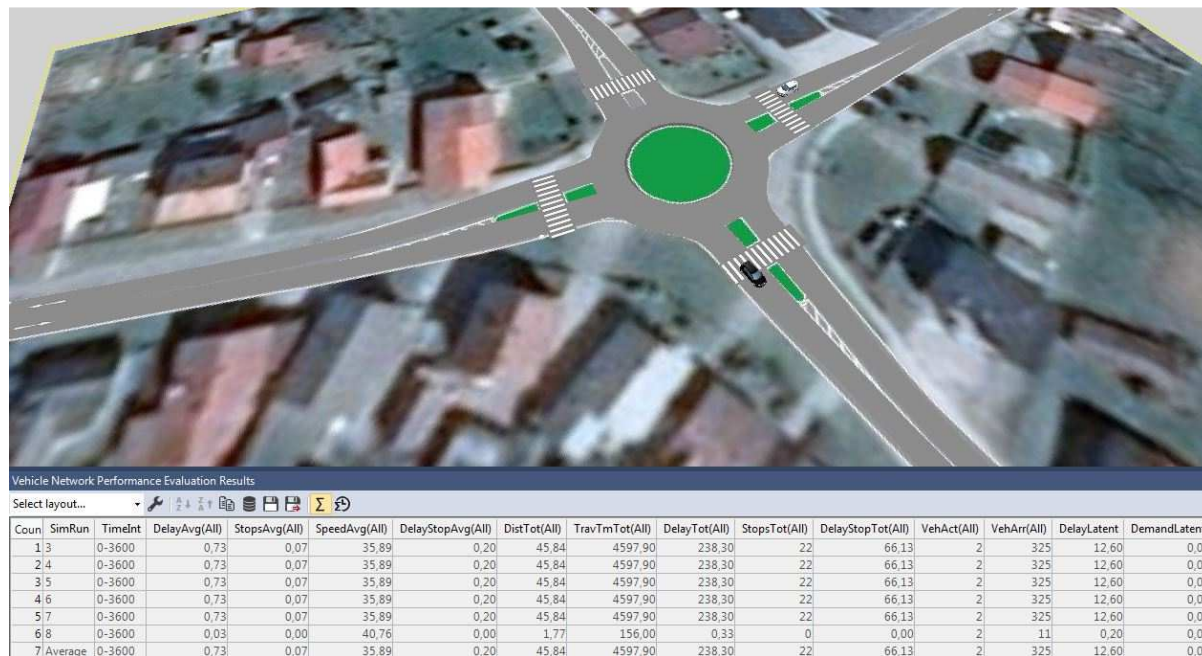 Vehicle Network Performance Evaluation Results
Select layout...
Coun SimRun TimeInt DelayAvg(All) StopsAvg(All) SpeedAvg(All) DelayStopAvg(All) DistTot(All) TravTmTot(All) DelayTot(All) StopsTot(All) DelayStopTot(All) VehAct(All) VehArr(All) DelayLatent DemandLatent
1 3 0-3600 0,73 0,07 35,89 0,20 45,84 4597,90 238,30 22 66,13 2 325 12,60 0,0
2 4 0-3600 0,73 0,07 35,89 0,20 45,84 4597,90 238,30 22 66,13 2 325 12,60 0,0
3 5 0-3600 0,73 0,07 35,89 0,20 45,84 4597,90 238,30 22 66,13 2 325 12,60 0,0
4 6 0-3600 0,73 0,07 35,89 0,20 45,84 4597,90 238,30 22 66,13 2 325 12,60 0,0
5 7 0-3600 0,73 0,07 35,89 0,20 45,84 4597,90 238,30 22 66,13 2 325 12,60 0,0
6 8 0-3600 0,03 0,00 40,76 0,00 1,77 156,00 0,33 0 0,00 2 11 0,20 0,0
7 Average 0-3600 0,73 0,07 35,89 0,20 45,84 4597,90 238,30 22 66,13 2 325 12,60 0,0